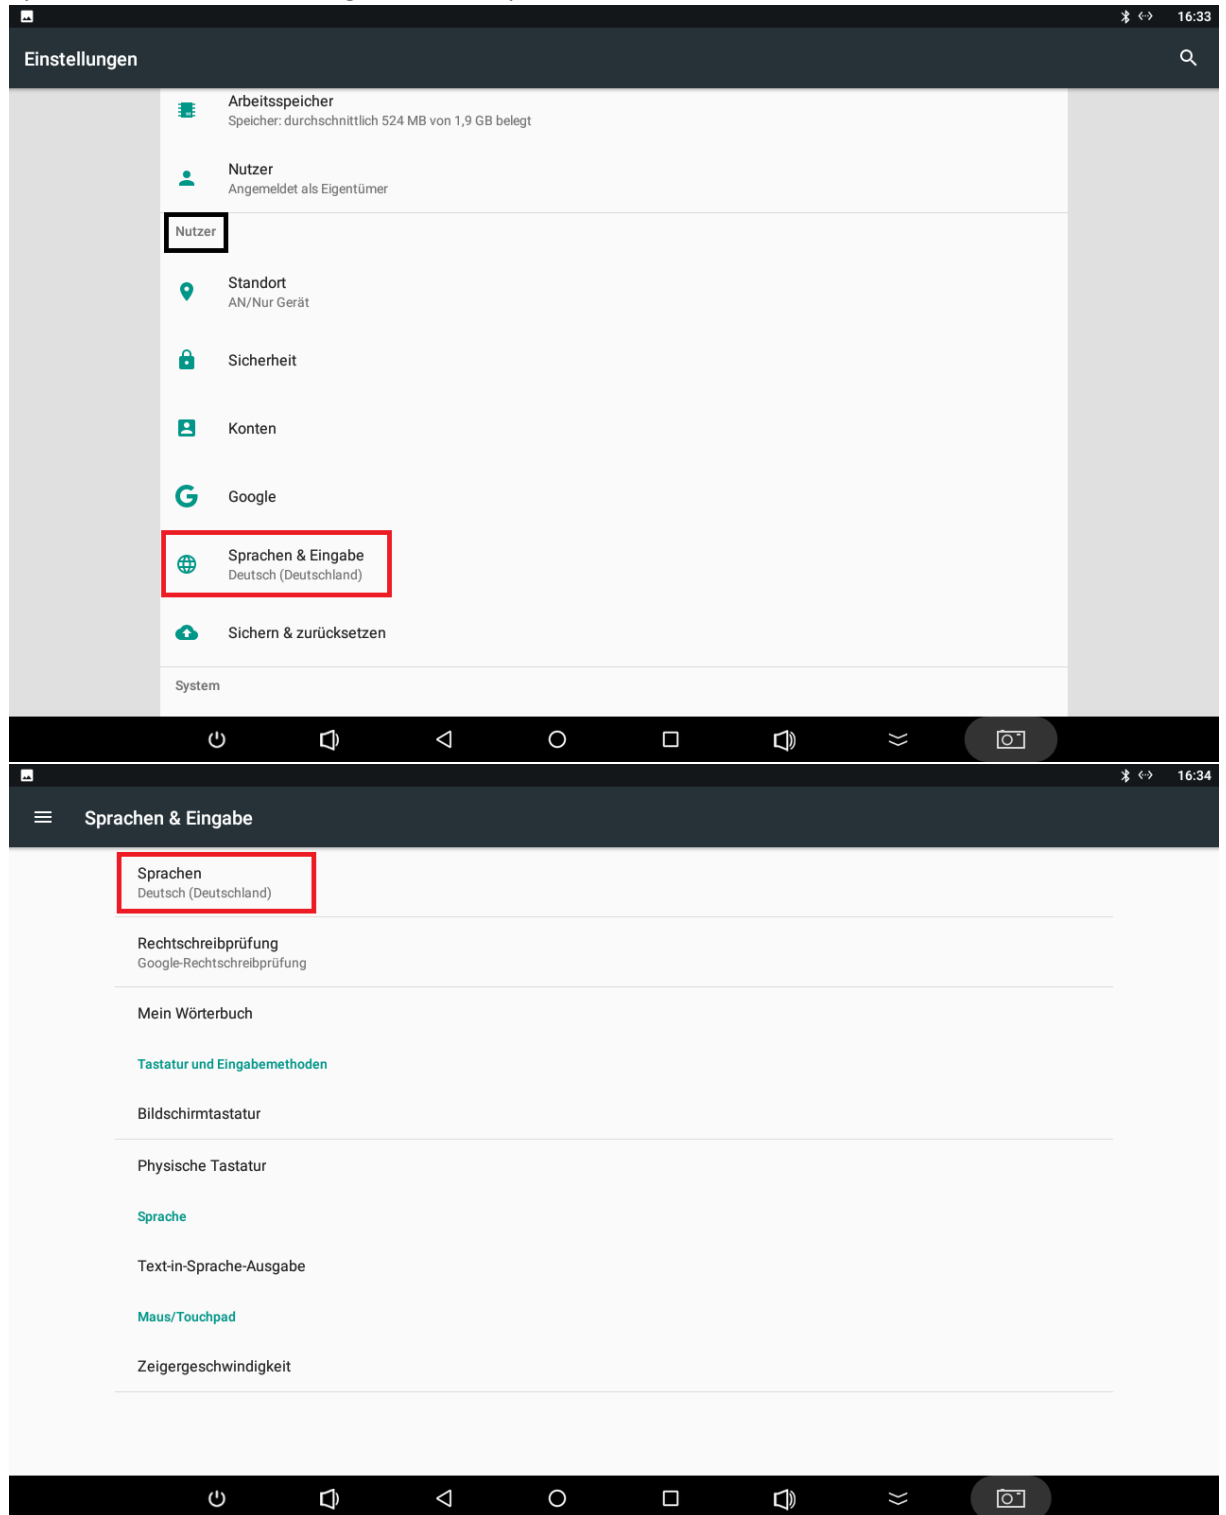 16:33
Einstellungen
Arbeitsspeicher
Speicher: durchschnittlich 524 MB von 1,9 GB belegt
Nutzer
Angemeldet als Eigentümer
Nutzer
Standort
AN/Nur Gerät
Sicherheit
Konten
Google
Sprachen & Eingabe
Deutsch (Deutschland)
Sichern & zurücksetzen
System
16:34
Sprachen & Eingabe
Sprachen
Deutsch (Deutschland)
Rechtschreibprüfung
Google-Rechtschreibprüfung
Mein Wörterbuch
Tastatur und Eingabemethoden
Bildschirmtastatur
Physische Tastatur
Sprache
Text-in-Sprache-Ausgabe
Maus/Touchpad
Zeigergeschwindigkeit